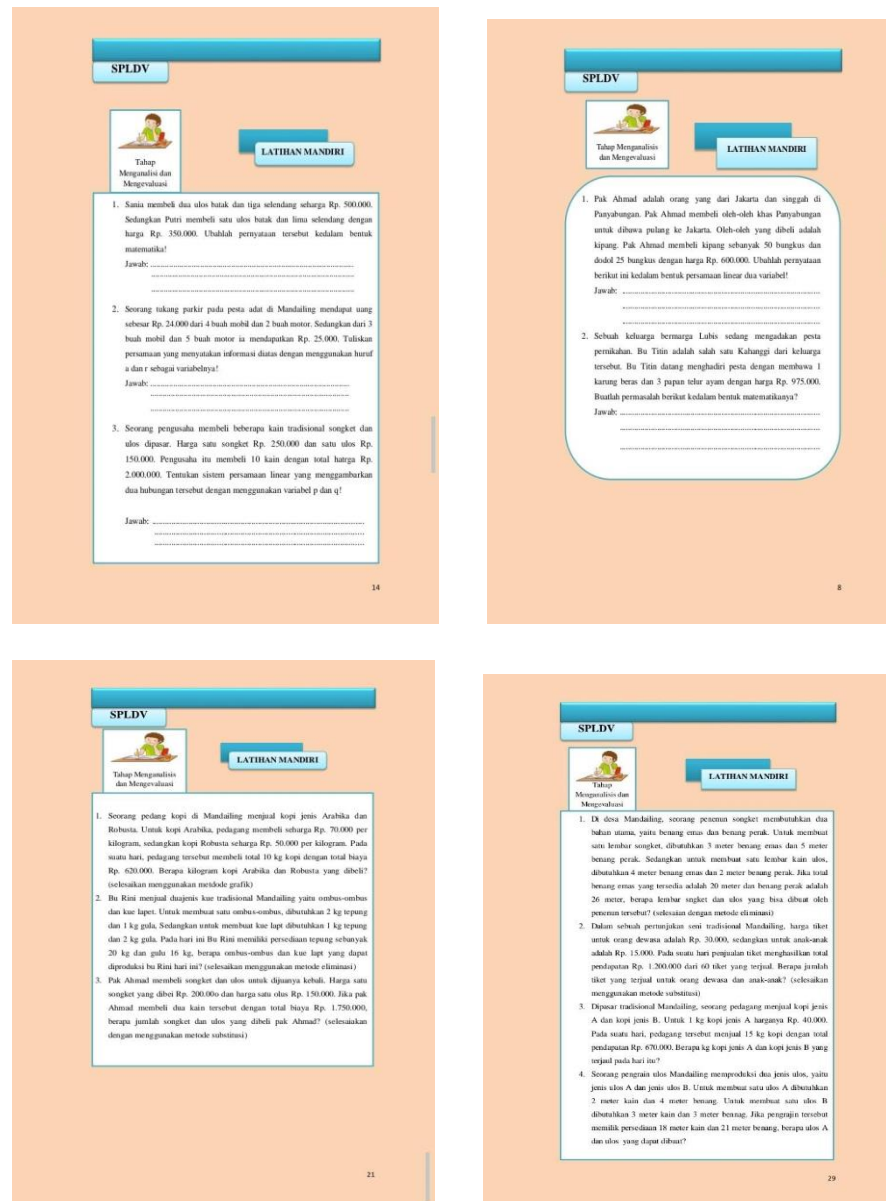 SPLDV
Tahap
Menganalisi dan
Mengevaluasi
LATIHAN MANDIRI
1. Sania membeli dua ulos batak dan tiga selendang seharga Rp. 500.000.
Sedangkan Putri membeli satu ulos batak dan lima selendang dengan
harga Rp. 350.000. Ubahlah pernyataan tersebut kedalam bentuk
matematika!
Jawab:
2. Seorang tukang parkir pada pesta adat di Mandailing mendapat uang
sebesar Rp. 24.000 dari 4 buah mobil dan 2 buah motor. Sedangkan dari 3
buah mobil dan 5 buah motor ia mendapatkan Rp. 25.000. Tuliskan
persamaan yang menyatakan informasi diatas dengan menggunakan huruf
a dan r sebagai variabelnya!
Jawab:
3. Seorang pengusaha membeli beberapa kain tradisional songket dan
ulos dipasar. Harga satu songket Rp. 250.000 dan satu ulos Rp.
150.000. Pengusaha itu membeli 10 kain dengan total hatrga Rp.
2.000.000. Tentukan sistem persamaan linear yang menggambarkan
dua hubungan tersebut dengan menggunakan variabel p dan q!
Jawab:
14
SPLDV
Tahap Menganalisis
dan Mengevaluasi
LATIHAN MANDIRI
1. Pak Ahmad adalah orang yang dari Jakarta dan singgah di
Panyabungan. Pak Ahmad membeli oleh-oleh khas Panyabungan
untuk dibawa pulang ke Jakarta. Oleh-oleh yang dibeli adalah
kipang. Pak Ahmad membeli kipang sebanyak 50 bungkus dan
dodol 25 bungkus dengan harga Rp. 600.000. Ubahlah pernyataan
berikut ini kedalam bentuk persamaan linear dua variabel!
Jawab:
2. Sebuah keluarga bermarga Lubis sedang mengadakan pesta
pernikahan. Bu Titin adalah salah satu Kahanggi dari keluarga
tersebut. Bu Titin datang menghadiri pesta dengan membawa 1
karung beras dan 3 papan telur ayam dengan harga Rp. 975.000.
Buatlah permasalah berikut kedalam bentuk matematikanya?
Jawab:
8
SPLDV
Tahap Menganalisis
dan Mengevaluasi
LATIHAN MANDIRI
1. Seorang pedang kopi di Mandailing menjual kopi jenis Arabika dan
Robusta. Untuk kopi Arabika, pedagang membeli seharga Rp. 70.000 per
kilogram, sedangkan kopi Robusta seharga Rp. 50.000 per kilogram. Pada
suatu hari, pedagang tersebut membeli total 10 kg kopi dengan total biaya
Rp. 620.000. Berapa kilogram kopi Arabika dan Robusta yang dibeli?
(selesaikan menggunakan metdode grafik)
2. Bu Rini menjual duajenis kue tradisional Mandailing yaitu ombus-ombus
dan kue lapet. Untuk membuat satu ombus-ombus, dibutuhkan 2 kg tepung
dan 1 kg gula, Sedangkan untuk membuat kue lapt dibutuhkan 1 kg tepung
dan 2 kg gula. Pada hari ini Bu Rini memiliki persediaan tepung sebanyak
20 kg dan gulu 16 kg, berapa ombus-ombus dan kue lapt yang dapat
diproduksi bu Rini hari ini? (selesaikan menggunakan metode eliminasi)
3. Pak Ahmad membeli songket dan ulos untuk dijuanya kebali. Harga satu
songket yang dibei Rp. 200.00o dan harga satu olus Rp. 150.000. Jika pak
Ahmad membeli dua kain tersebut dengan total biaya Rp. 1.750.000,
berapa jumlah songket dan ulos yang dibeli pak Ahmad? (selesaiakan
dengan menggunakan metode substitusi)
21
SPLDV
Tahap
Menganalisis dan
Mengevaluasi
LATIHAN MANDIRI
1. Di desa Mandailing, seorang penenun songket membutuhkan dua
bahan utama, yaitu benang emas dan benang perak. Untuk membuat
satu lembar songket, dibutuhkan 3 meter benang emas dan 5 meter
benang perak. Sedangkan untuk membuat satu lembar kain ulos,
dibutuhkan 4 meter benang emas dan 2 meter benang perak. Jika total
benang emas yang tersedia adalah 20 meter dan benang perak adalah
26 meter, berapa lembar sngket dan ulos yang bisa dibuat oleh
penenun tersebut? (selesaian dengan metode eliminasi)
2. Dalam sebuah pertunjukan seni tradisional Mandailing, harga tiket
untuk orang dewasa adalah Rp. 30.000, sedangkan untuk anak-anak
adalah Rp. 15.000. Pada suatu hari penjualan tiket menghasilkan total
pendapatan Rp. 1.200.000 dari 60 tiket yang terjual. Berapa jumlah
tiket yang terjual untuk orang dewasa dan anak-anak? (selesaikan
menggunakan metode substitusi)
3. Dipasar tradisional Mandailing, seorang pedagang menjual kopi jenis
A dan kopi jenis B. Untuk 1 kg kopi jenis A harganya Rp. 40.000.
Pada suatu hari, pedagang tersebut menjual 15 kg kopi dengan total
pendapatan Rp. 670.000. Berapa kg kopi jenis A dan kopi jenis B yang
terjaul pada hari itu?
4. Seorang pengrain ulos Mandailing memproduksi dua jenis ulos, yaitu
jenis ulos A dan jenis ulos B. Untuk membuat satu ulos A dibutuhkan
2 meter kain dan 4 meter benang. Untuk membuat satu ulos B
dibutuhkan 3 meter kain dan 3 meter bennag. Jika pengrajin tersebut
memilik persediaan 18 meter kain dan 21 meter benang, berapa ulos A
dan ulos yang dapat dibuat?
29